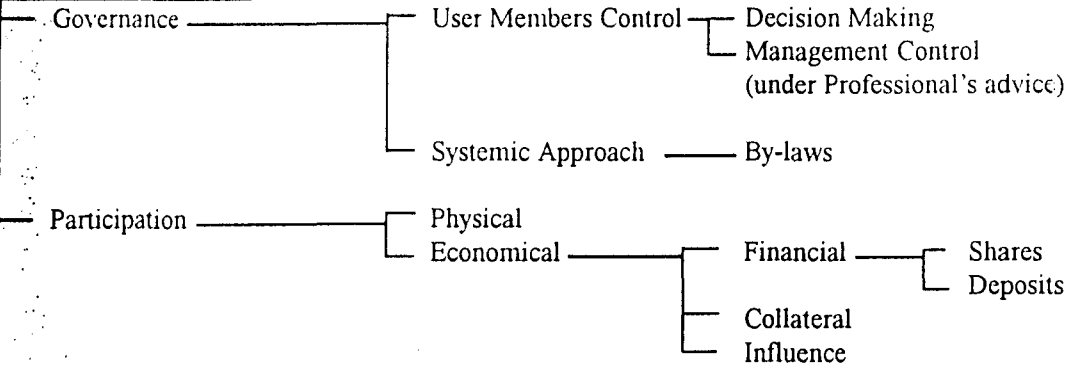 Governance
User Members Control
Decision Making
Management Control
(under Professional's advice)
Systemic Approach
By-laws
Participation
Physical
Economical
Financial
Shares
Deposits
Collateral
Influence